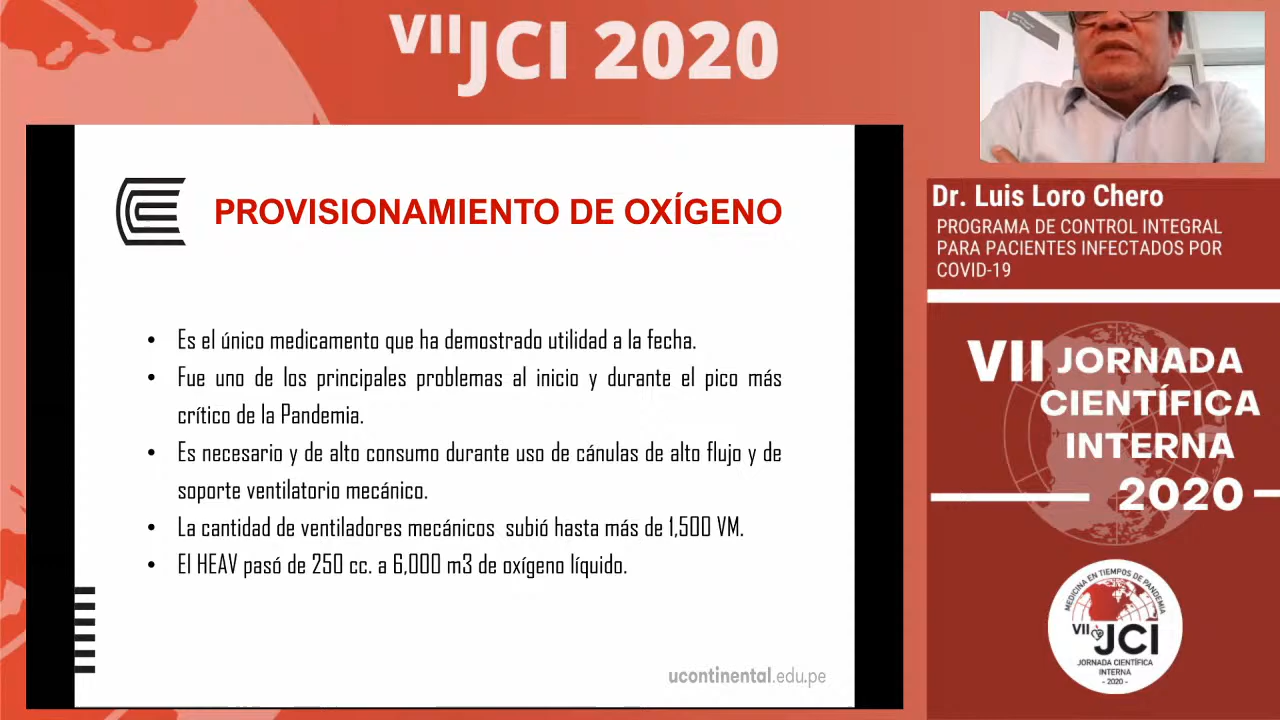 VII JCI 2020
PROVISIONAMIENTO DE OXÍGENO
• Es el único medicamento que ha demostrado utilidad a la fecha.
• Fue uno de los principales problemas al inicio y durante el pico más
crítico de la Pandemia.
• Es necesario y de alto consumo durante uso de cánulas de alto flujo y de
soporte ventilatorio mecánico.
• La cantidad de ventiladores mecánicos subió hasta más de 1,500 VM.
• El HEAV pasó de 250 cc. a 6,000 m3 de oxígeno líquido.
ucontinental.edu.pe
Dr. Luis Loro Chero
PROGRAMA DE CONTROL INTEGRAL
PARA PACIENTES INFECTADOS POR
COVID-19
VII JORNADA
CIENTÍFICA
INTERNA
2020
MEDICINA EN TIEMPOS DE PANDEMIA
VII JCI
JORNADA CIENTÍFICA
INTERNA
- 2020 -